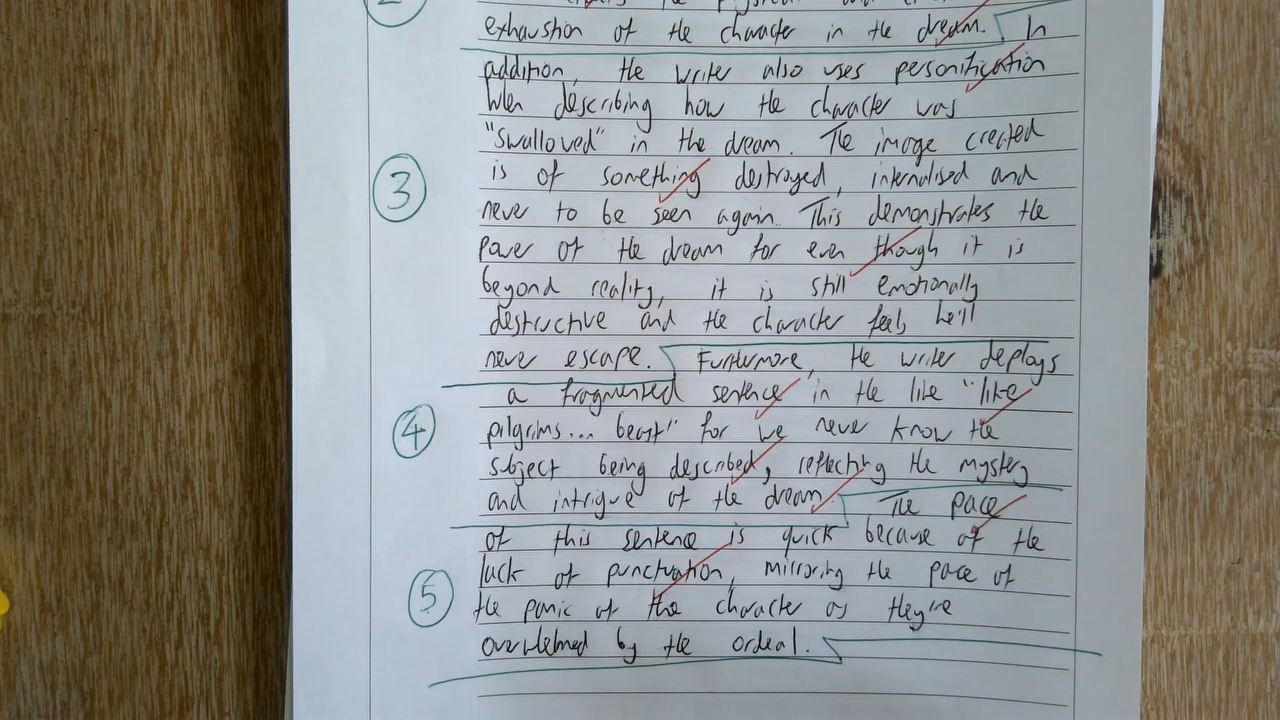 2
exhaustion of the character in the dream. In
addition, the writer also uses personification
when describing how the character was
"swallowed" in the dream. The image created
is of something destroyed, internalised and
3
never to be seen again. This demonstrates the
power of the dream for even though it is
beyond reality, it is still emotionally
destructive and the character feels he'll
never escape. Furthermore, the writer deploys
a fragmented sentence in the like "like
4
pilgrims... beast" for we never know the
subject being described, reflecting the mystery
and intrigue of the dream. The pace
of this sentence is quick because of the
lack of punctuation, mirroring the pace of
5
the panic of the character as they're
overwhelmed by the ordeal.